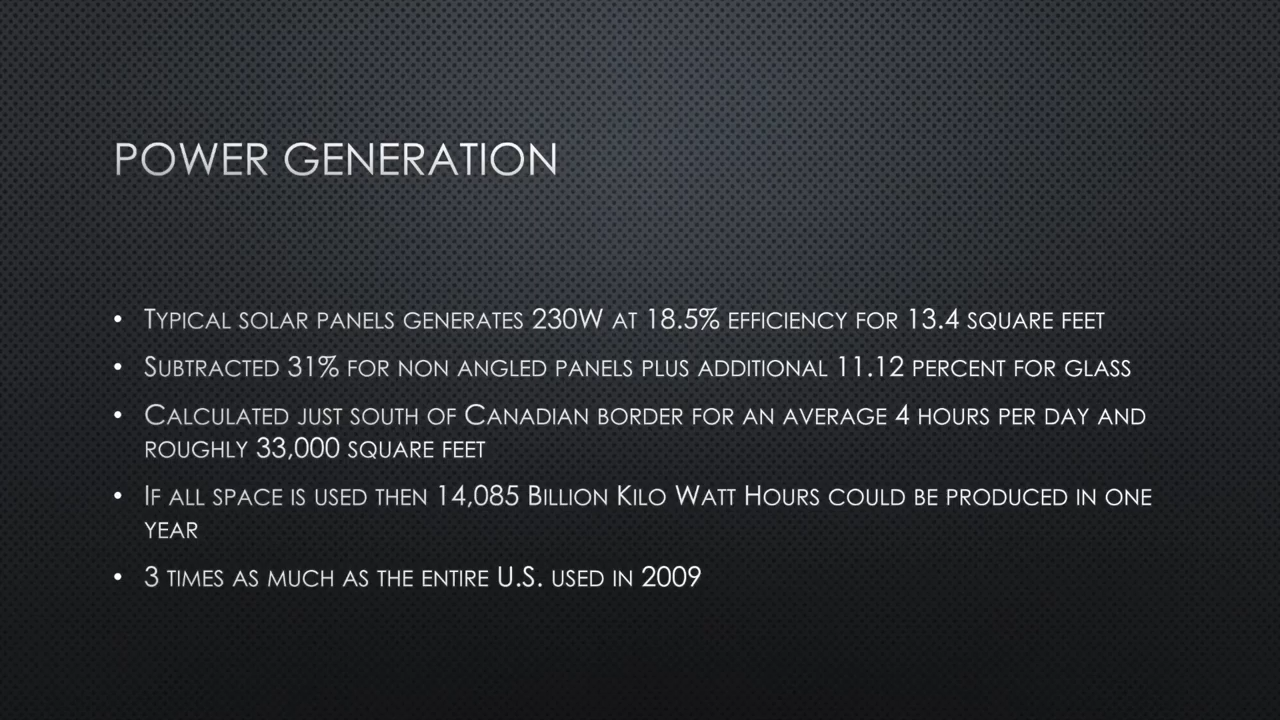 POWER GENERATION
• TYPICAL SOLAR PANELS GENERATES 230W AT 18.5% EFFICIENCY FOR 13.4 SQUARE FEET
• SUBTRACTED 31% FOR NON ANGLED PANELS PLUS ADDITIONAL 11.12 PERCENT FOR GLASS
• CALCULATED JUST SOUTH OF CANADIAN BORDER FOR AN AVERAGE 4 HOURS PER DAY AND
ROUGHLY 33,000 SQUARE FEET
• IF ALL SPACE IS USED THEN 14,085 BILLION KILO WATT HOURS COULD BE PRODUCED IN ONE
YEAR
• 3 TIMES AS MUCH AS THE ENTIRE U.S. USED IN 2009